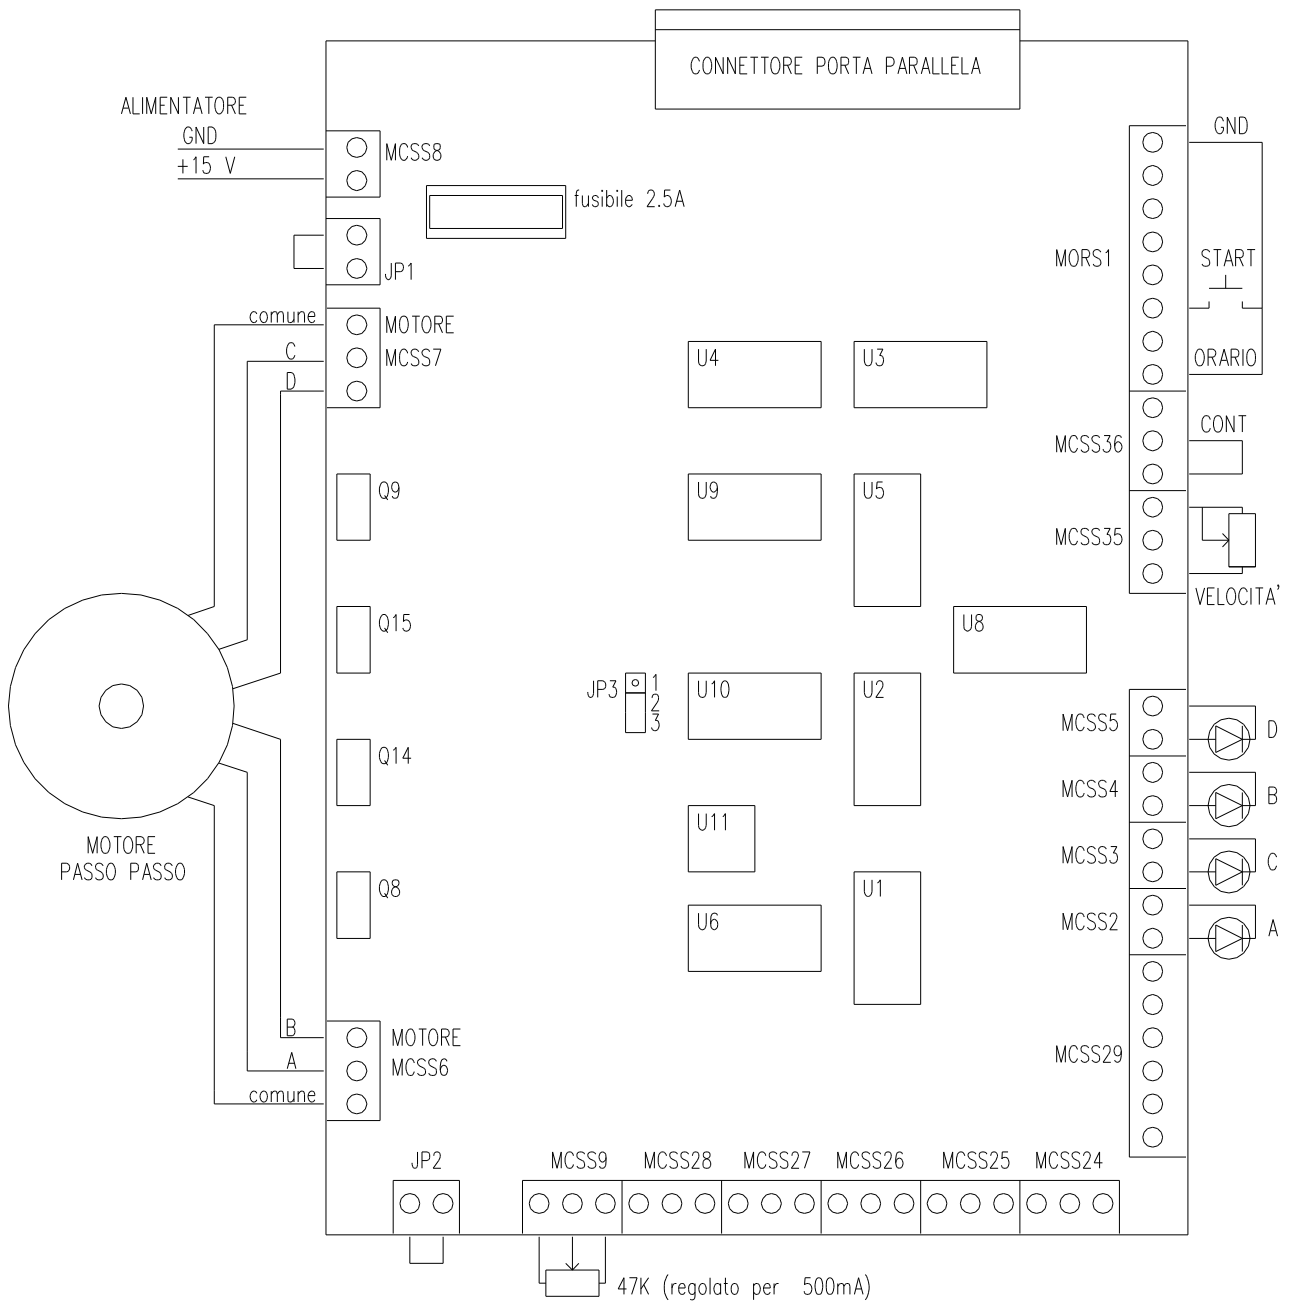 CONNETTORE PORTA PARALLELA
ALIMENTATORE
GND
+15 V
MCSS8
fusibile 2.5A
JP1
comune
MOTORE
C
MCSS7
D
GND
MORS1
START
ORARIO
U4
U3
MCSS36
CONT
Q9
U9
U5
MCSS35
VELOCITA'
Q15
U8
JP3
1
2
3
U10
U2
MCSS5
D
Q14
MCSS4
B
MOTORE
PASSO PASSO
U11
MCSS3
C
Q8
U1
U6
MCSS2
A
B
MOTORE
A
MCSS6
comune
MCSS29
JP2
MCSS9
MCSS28
MCSS27
MCSS26
MCSS25
MCSS24
47K (regolato per 500mA)